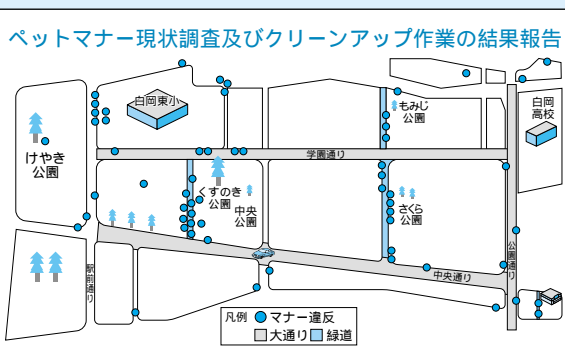 ペットマナー現状調査及びクリーンアップ作業の結果報告
白岡東小
もみじ
公園
白岡
高校
けやき
公園
学園通り
くすのき
公園
中央
公園
さくら
公園
駅前通り
中央通り
公園通り
凡例 マナー違反
大通り 緑道